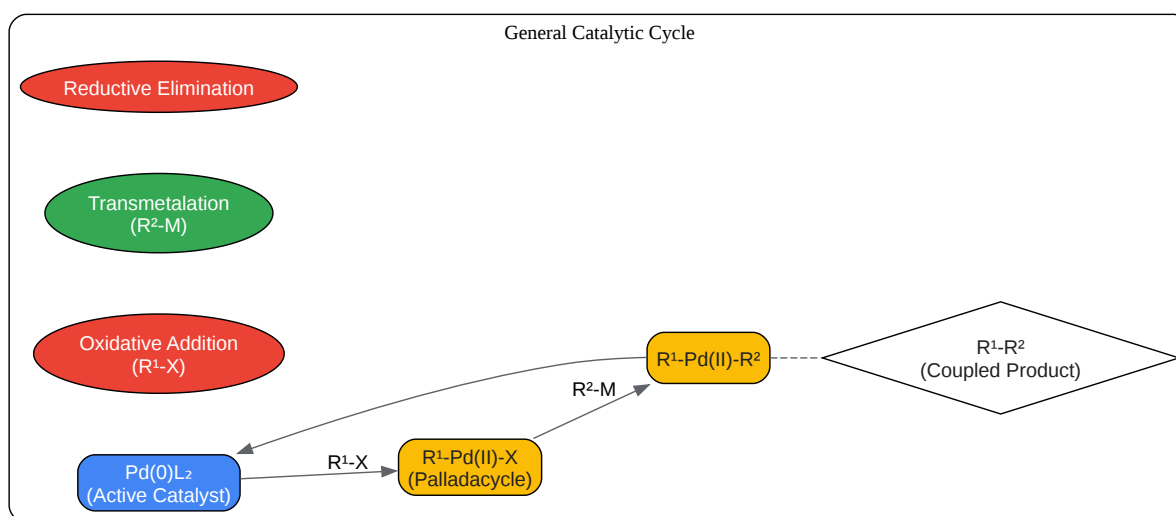 General Catalytic Cycle
Reductive Elimination
Transmetalation
(R²-M)
Oxidative Addition
(R¹-X)
R¹-Pd(II)-R²
R¹-R²
(Coupled Product)
R²-M
R¹-X
R¹-Pd(II)-X
(Palladacycle)
Pd(0)L₂
(Active Catalyst)